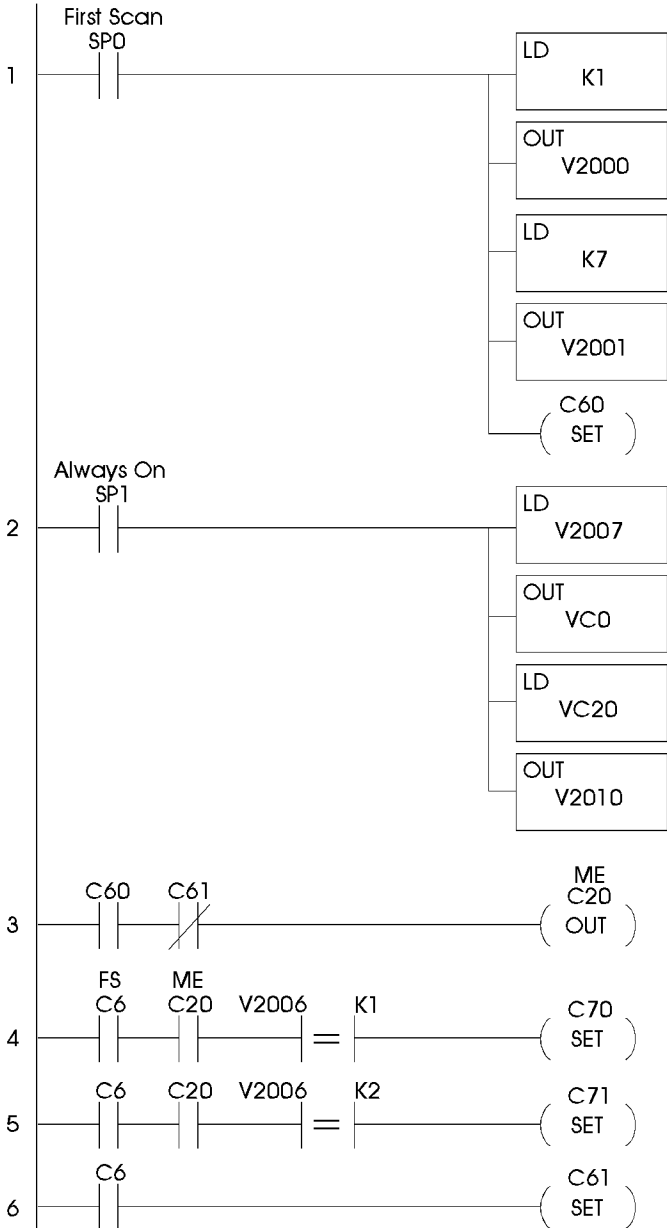 First Scan
SP0
1
LD
K1
OUT
V2000
LD
K7
OUT
V2001
C60
SET
Always On
SP1
2
LD
V2007
OUT
VC0
LD
VC20
OUT
V2010
ME
C60 C61 C20
3 OUT
FS ME
C6 C20 V2006 K1 C70
4 = SET
C6 C20 V2006 K2 C71
5 = SET
C6 C61
6 SET